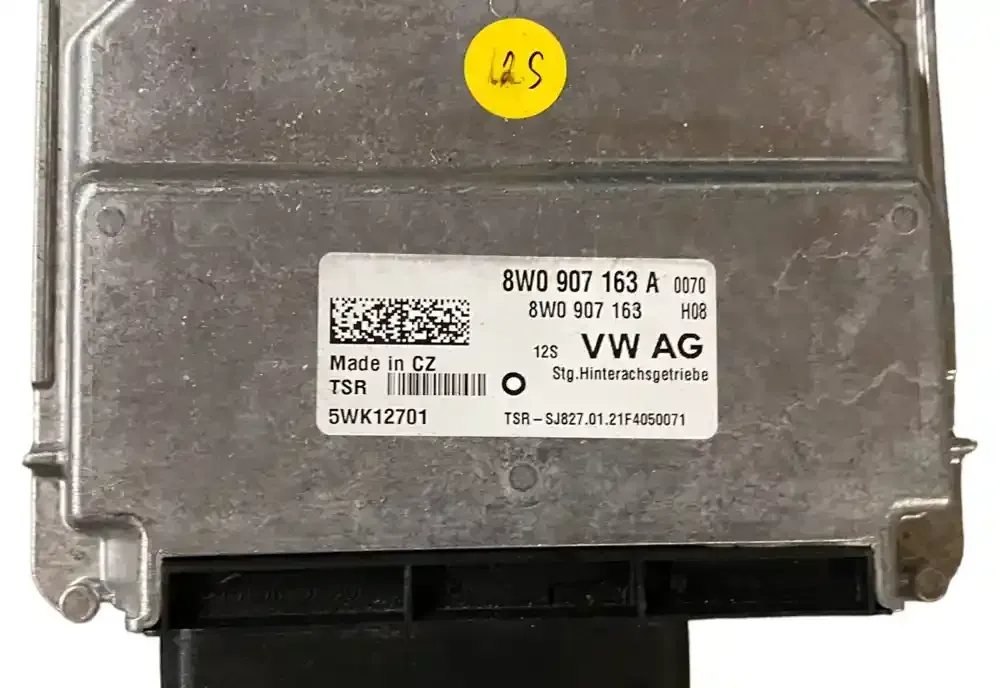 12S
8W0 907 163 A 0070
8W0 907 163 H08
12S VW AG
Made in CZ
Stg.Hinterachsgetriebe
TSR
5WK12701
TSR-SJ827.01.21F4050071